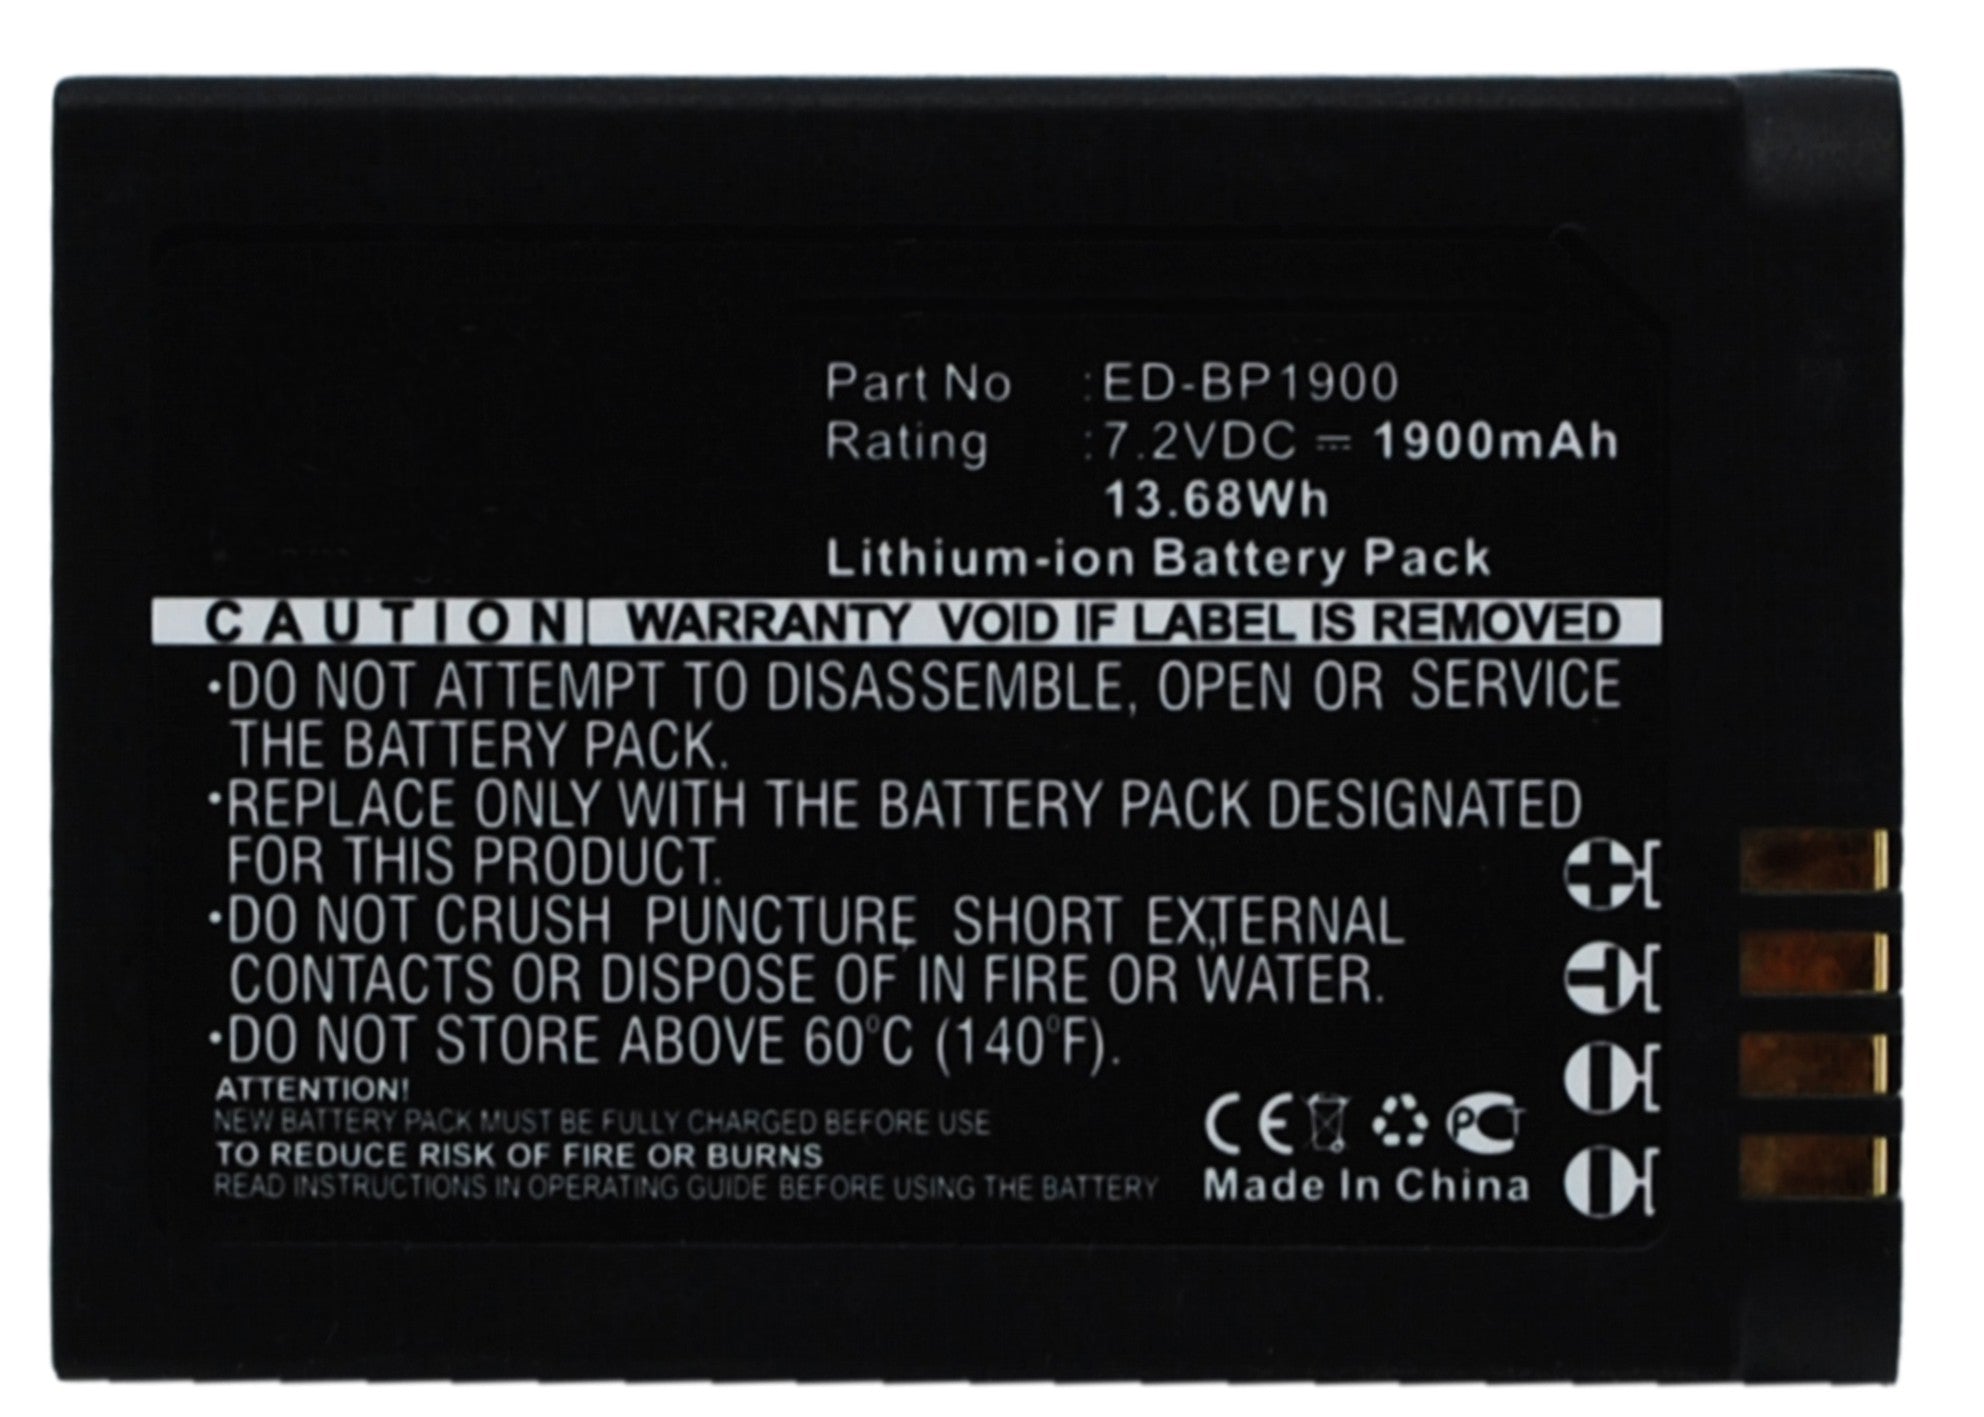 Part No :ED-BP1900
Rating :7.2VDC ⎓ 1900mAh
13.68Wh
Lithium-ion Battery Pack
CAUTION WARRANTY VOID IF LABEL IS REMOVED
·DO NOT ATTEMPT TO DISASSEMBLE, OPEN OR SERVICE
THE BATTERY PACK.
·REPLACE ONLY WITH THE BATTERY PACK DESIGNATED
FOR THIS PRODUCT.
·DO NOT CRUSH, PUNCTURE, SHORT EXTERNAL
CONTACTS OR DISPOSE OF IN FIRE OR WATER.
·DO NOT STORE ABOVE 60°C (140°F).
ATTENTION!
NEW BATTERY PACK MUST BE FULLY CHARGED BEFORE USE
TO REDUCE RISK OF FIRE OR BURNS
READ INSTRUCTIONS IN OPERATING GUIDE BEFORE USING THE BATTERY
CE PCT
Made In China